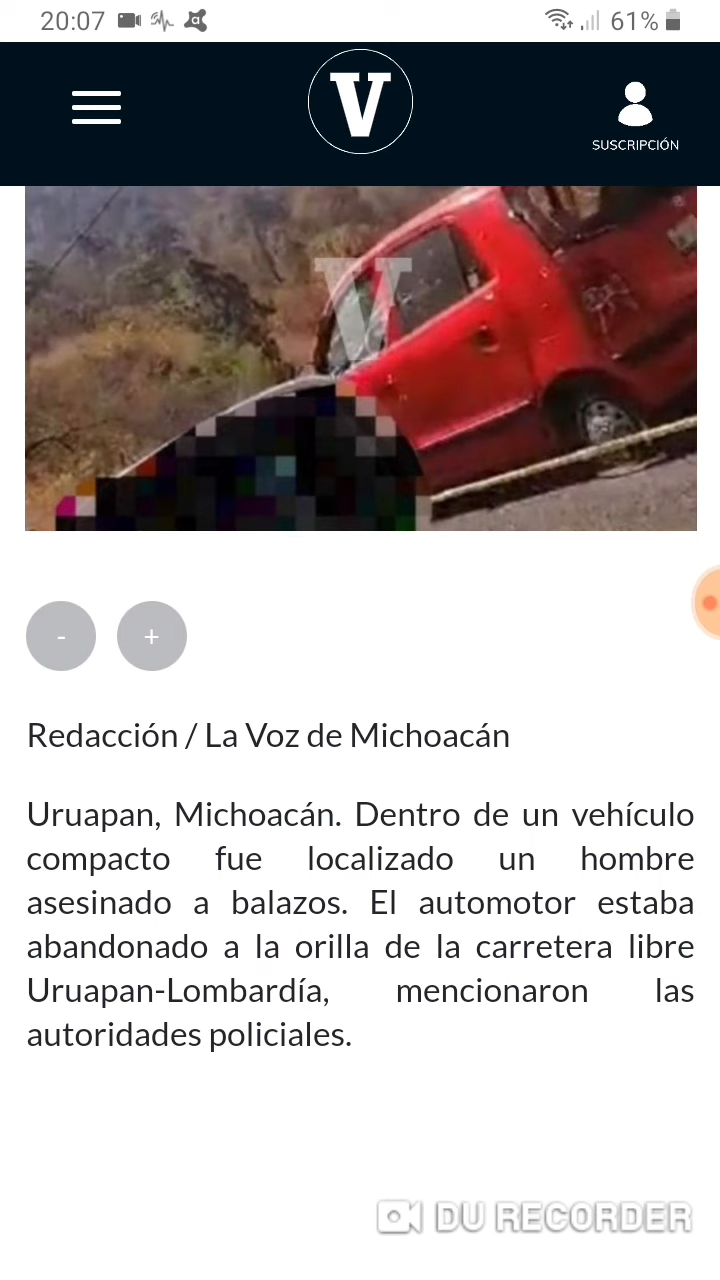 20:07
61%
V
SUSCRIPCIÓN
V
-
+
Redacción / La Voz de Michoacán
Uruapan, Michoacán. Dentro de un vehículo
compacto fue localizado un hombre
asesinado a balazos. El automotor estaba
abandonado a la orilla de la carretera libre
Uruapan-Lombardía, mencionaron las
autoridades policiales.
DU RECORDER